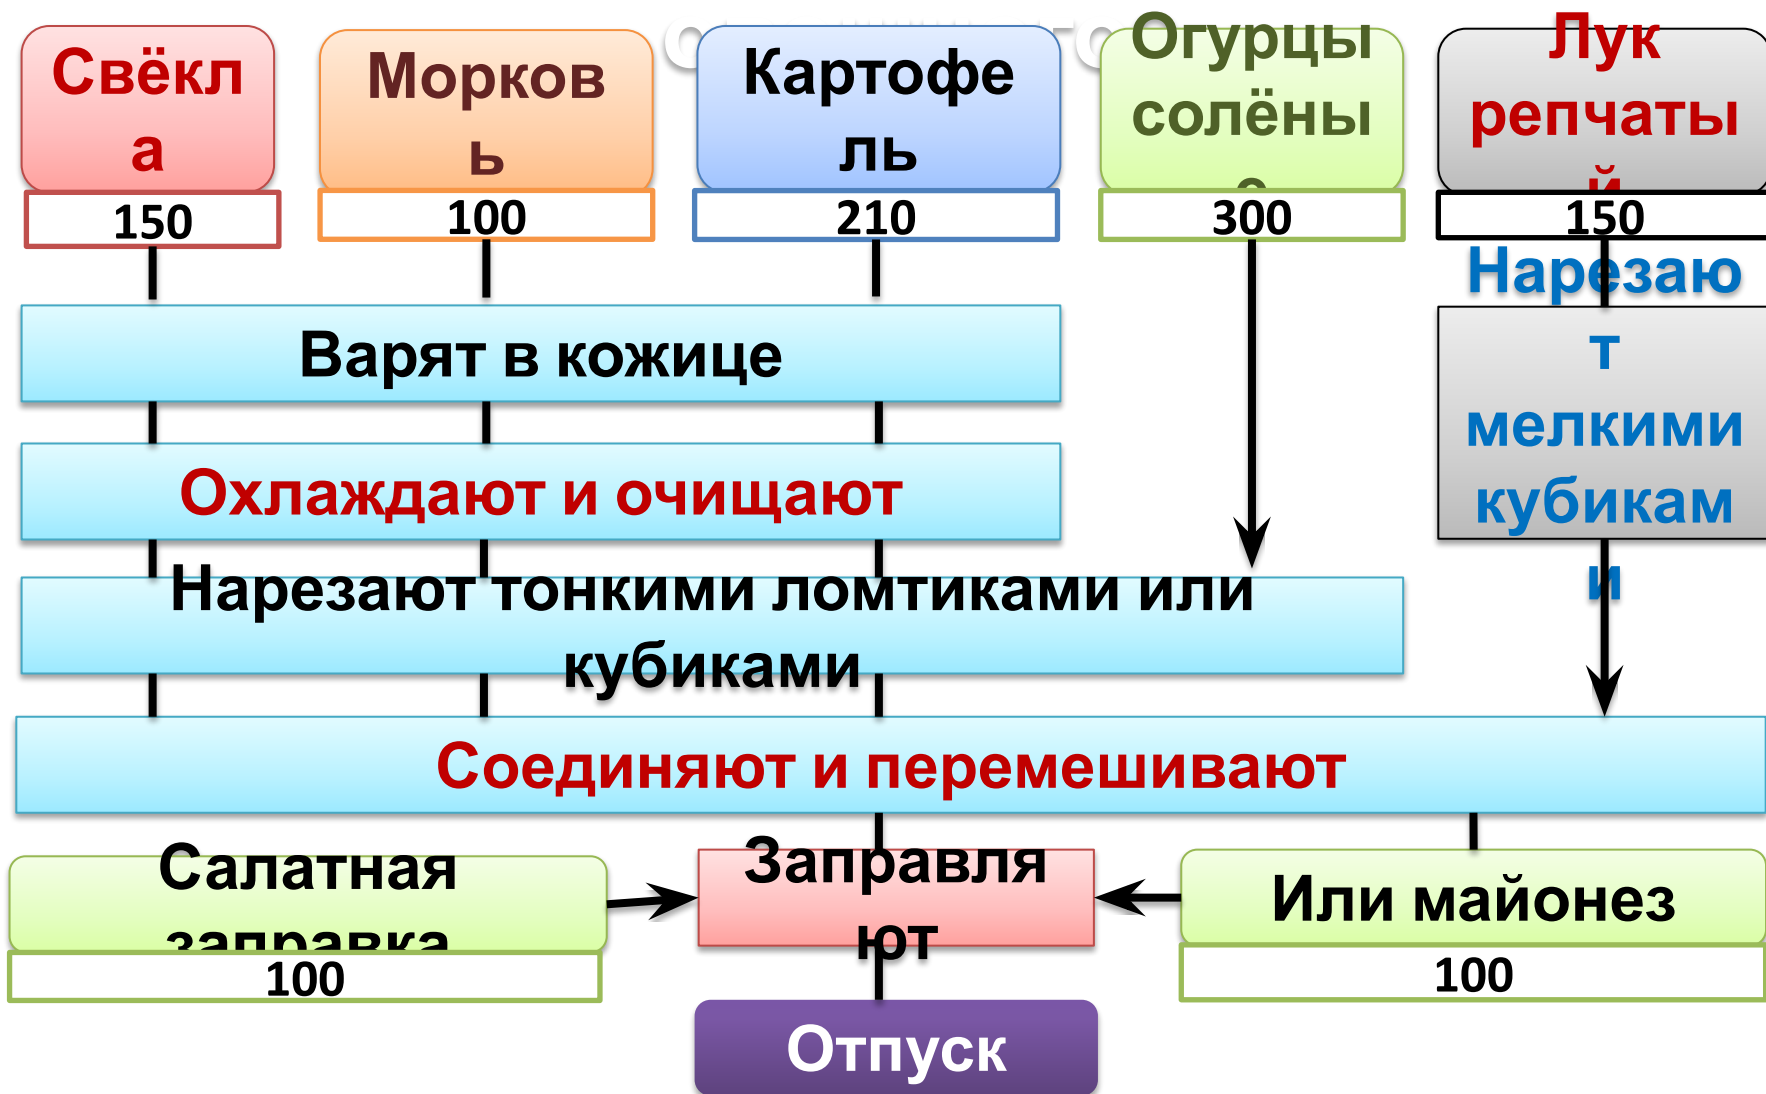 Свёкл
а
150
Морков
ь
100
Картофе
ль
210
Огурцы
солёны
300
Лук
репчаты
й
150
Варят в кожице
Охлаждают и очищают
Нарезаю
т
мелкими
кубикам
и
Нарезают тонкими ломтиками или
кубиками
Соединяют и перемешивают
Салатная
заправка
100
Заправля
ют
Или майонез
100
Отпуск